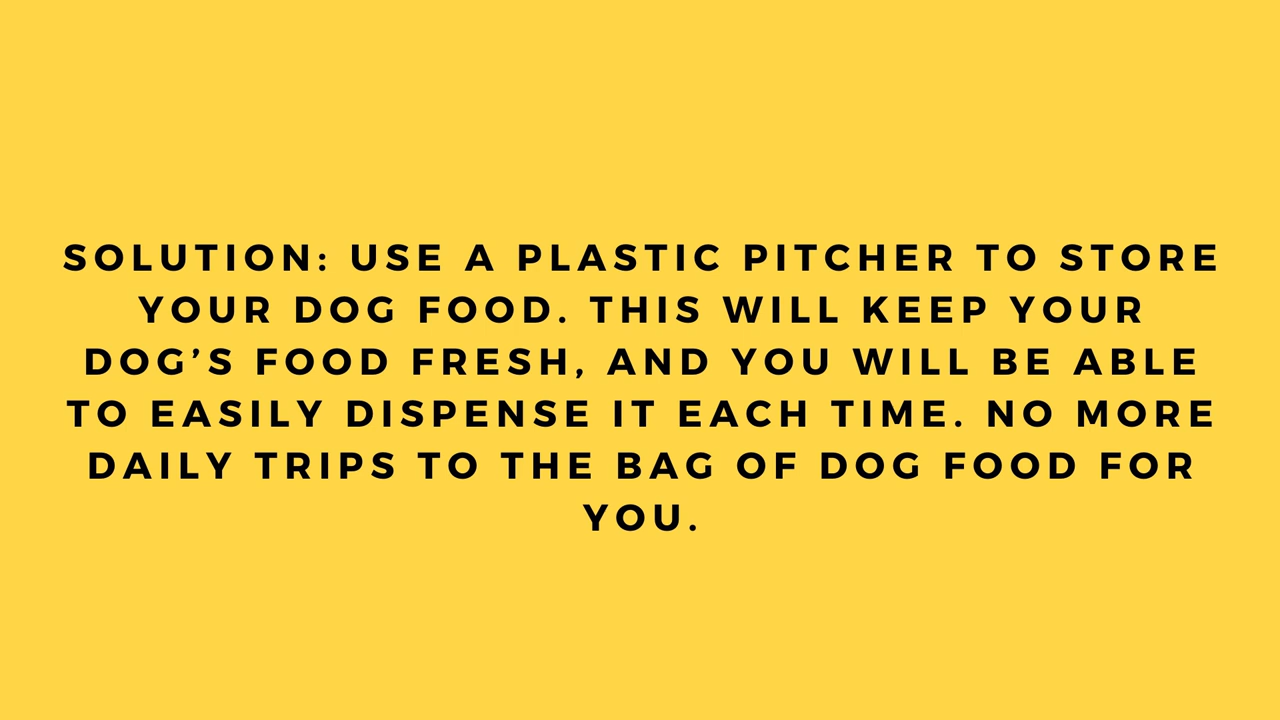 SOLUTION: USE A PLASTIC PITCHER TO STORE
YOUR DOG FOOD. THIS WILL KEEP YOUR
DOG’S FOOD FRESH, AND YOU WILL BE ABLE
TO EASILY DISPENSE IT EACH TIME. NO MORE
DAILY TRIPS TO THE BAG OF DOG FOOD FOR
YOU.